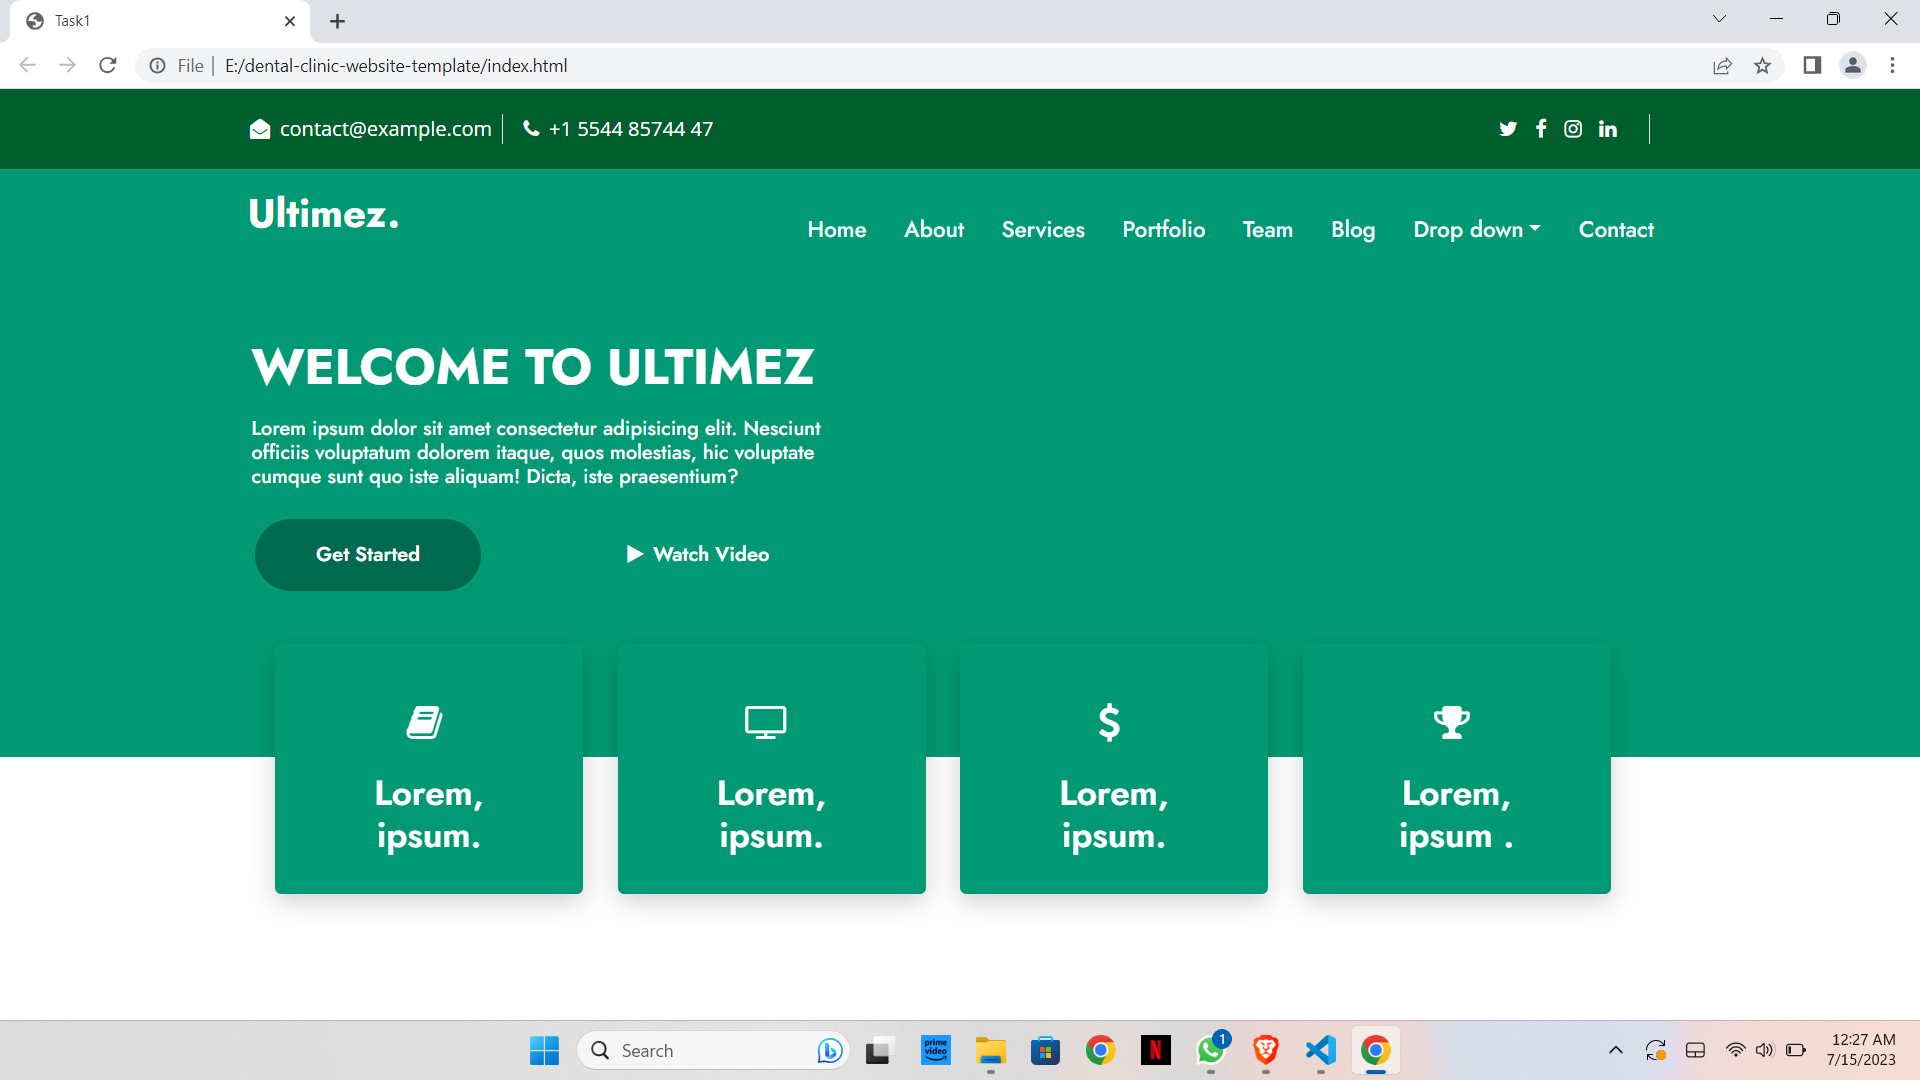 Task1
File
E:/dental-clinic-website-template/index.html
contact@example.com
+1 5544 85744 47
Ultimez.
Home About Services Portfolio Team Blog Drop down Contact
WELCOME TO ULTIMEZ
Lorem ipsum dolor sit amet consectetur adipisicing elit. Nesciunt
officiis voluptatum dolorem itaque, quos molestias, hic voluptate
cumque sunt quo iste aliquam! Dicta, iste praesentium?
Get Started
Watch Video
Lorem,
ipsum.
Lorem,
ipsum.
Lorem,
ipsum.
Lorem,
ipsum .
Search
prime
video
N
1
12:27 AM
7/15/2023